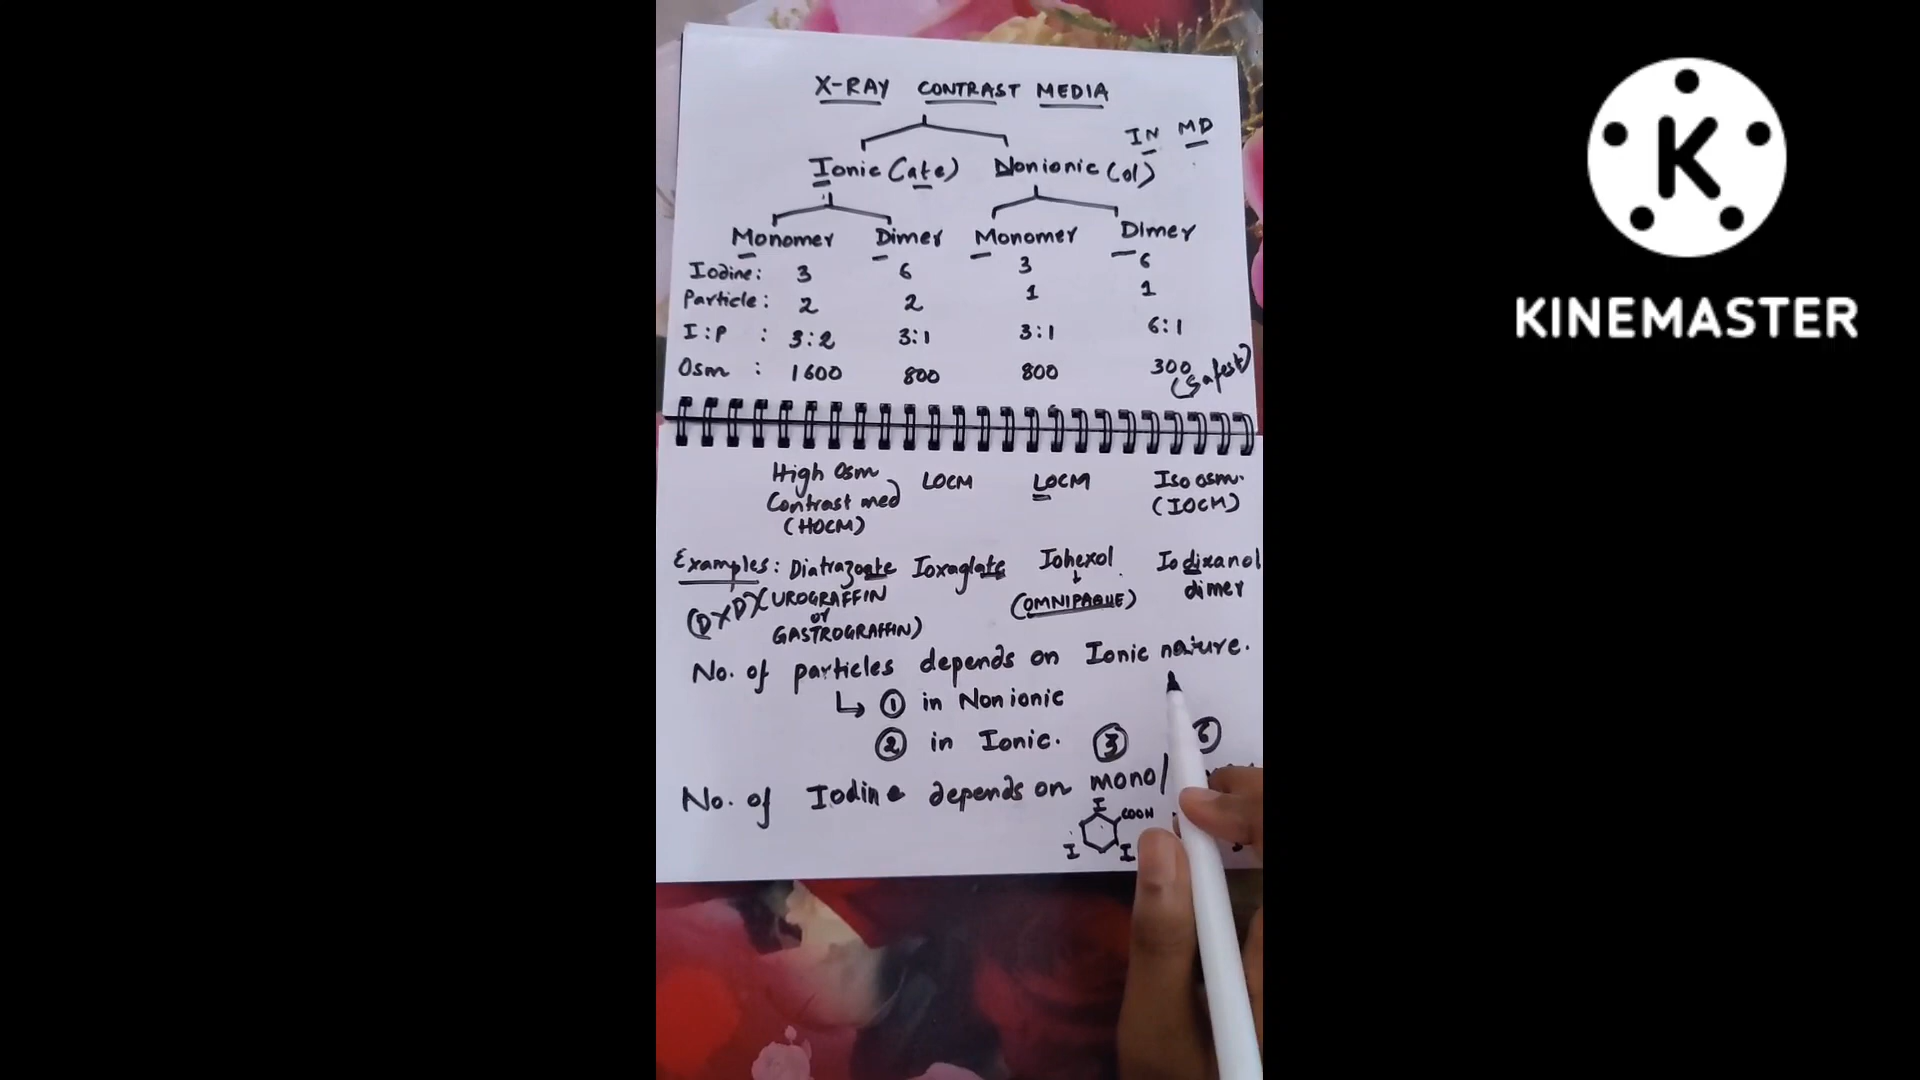 X-RAY CONTRAST MEDIA
IN MD
Ionic (ate) Nonionic (ol)
Monomer Dimer Monomer Dimer
Iodine: 3 6 3 6
Particle: 2 2 1 1
I:P : 3:2 3:1 3:1 6:1
Osm : 1600 800 800 300
(Safest)
High Osm LOCM LOCM Iso osm.
Contrast med (IOCM)
(HOCM)
Examples: Diatrazoate Ioxaglate Iohexol Iodixanol
(UROGRAFFIN (OMNIPAQUE) dimer
or
GASTROGRAFFIN)
No. of particles depends on Ionic nature.
① in Nonionic
② in Ionic. ③ ⑥
No. of Iodine depends on mono/
I COOH
I I
KINEMASTER